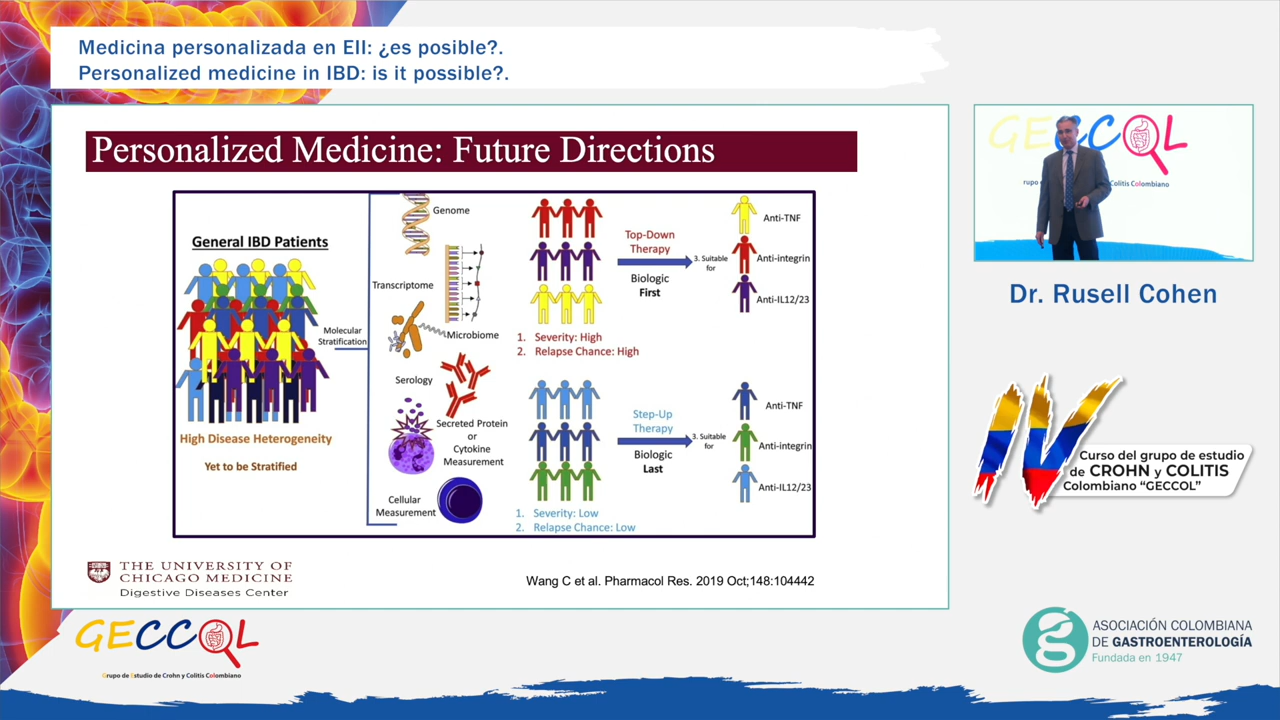 Medicina personalizada en EII: ¿es posible?.
Personalized medicine in IBD: is it possible?.
Personalized Medicine: Future Directions
General IBD Patients
High Disease Heterogeneity
Yet to be Stratified
Molecular
Stratification
Genome
Transcriptome
Microbiome
Serology
Secreted Protein
or
Cytokine
Measurement
Cellular
Measurement
Top-Down
Therapy
Biologic
First
3. Suitable
for
Anti-TNF
Anti-integrin
Anti-IL12/23
1. Severity: High
2. Relapse Chance: High
Step-Up
Therapy
Biologic
Last
3. Suitable
for
Anti-TNF
Anti-integrin
Anti-IL12/23
1. Severity: Low
2. Relapse Chance: Low
THE UNIVERSITY OF
CHICAGO MEDICINE
Digestive Diseases Center
Wang C et al. Pharmacol Res. 2019 Oct;148:104442
GECCOL
rupo
Colitis Colombiano
Dr. Rusell Cohen
IV
Curso del grupo de estudio
de CROHN y COLITIS
Colombiano “GECCOL”
GECCOL
Grupo de Estudio de Crohn y Colitis Colombiano
ASOCIACIÓN COLOMBIANA
DE GASTROENTEROLOGÍA
Fundada en 1947